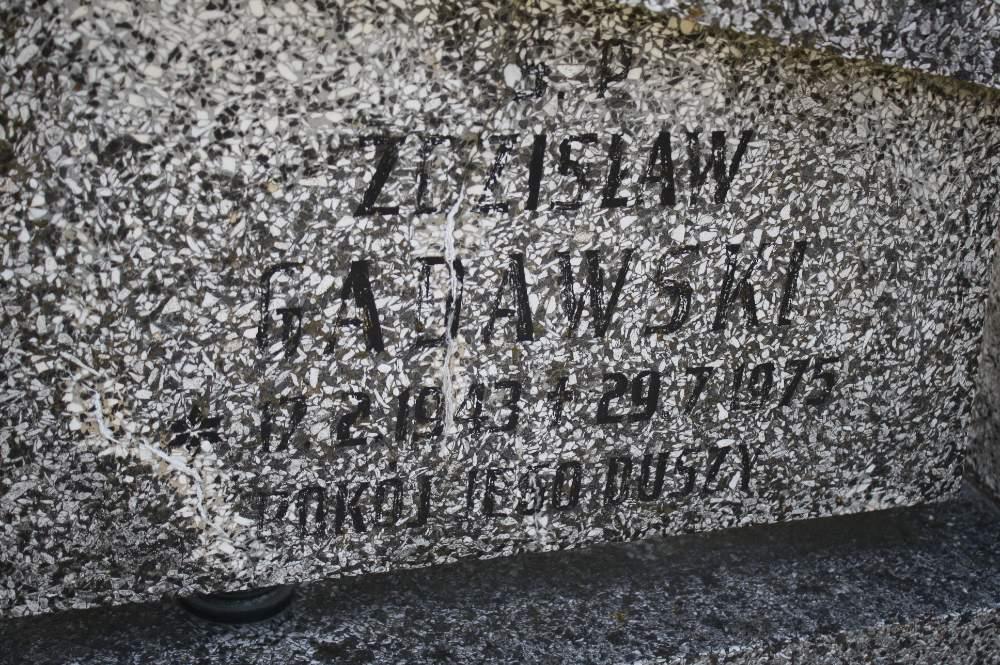 Ś P
ZDZISŁAW
GADAWSKI
* 17 2 1943 † 29 7 1975
POKÓJ JEGO DUSZY